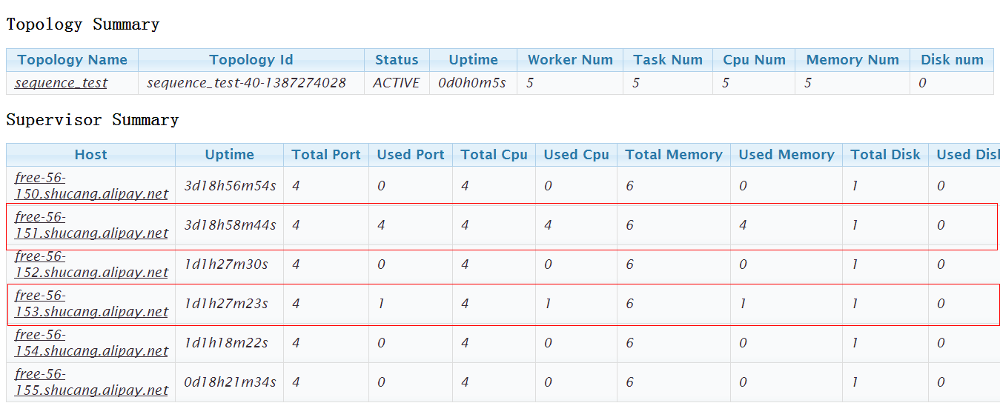 Topology Summary
Topology Name Topology Id Status Uptime Worker Num Task Num Cpu Num Memory Num Disk num
sequence_test sequence_test-40-1387274028 ACTIVE 0d0h0m5s 5 5 5 5 0
Supervisor Summary
Host Uptime Total Port Used Port Total Cpu Used Cpu Total Memory Used Memory Total Disk Used Disk
free-56-
150.shucang.alipay.net 3d18h56m54s 4 0 4 0 6 0 1 0
free-56-
151.shucang.alipay.net 3d18h58m44s 4 4 4 4 6 4 1 0
free-56-
152.shucang.alipay.net 1d1h27m30s 4 0 4 0 6 0 1 0
free-56-
153.shucang.alipay.net 1d1h27m23s 4 1 4 1 6 1 1 0
free-56-
154.shucang.alipay.net 1d1h18m22s 4 0 4 0 6 0 1 0
free-56-
155.shucang.alipay.net 0d18h21m34s 4 0 4 0 6 0 1 0